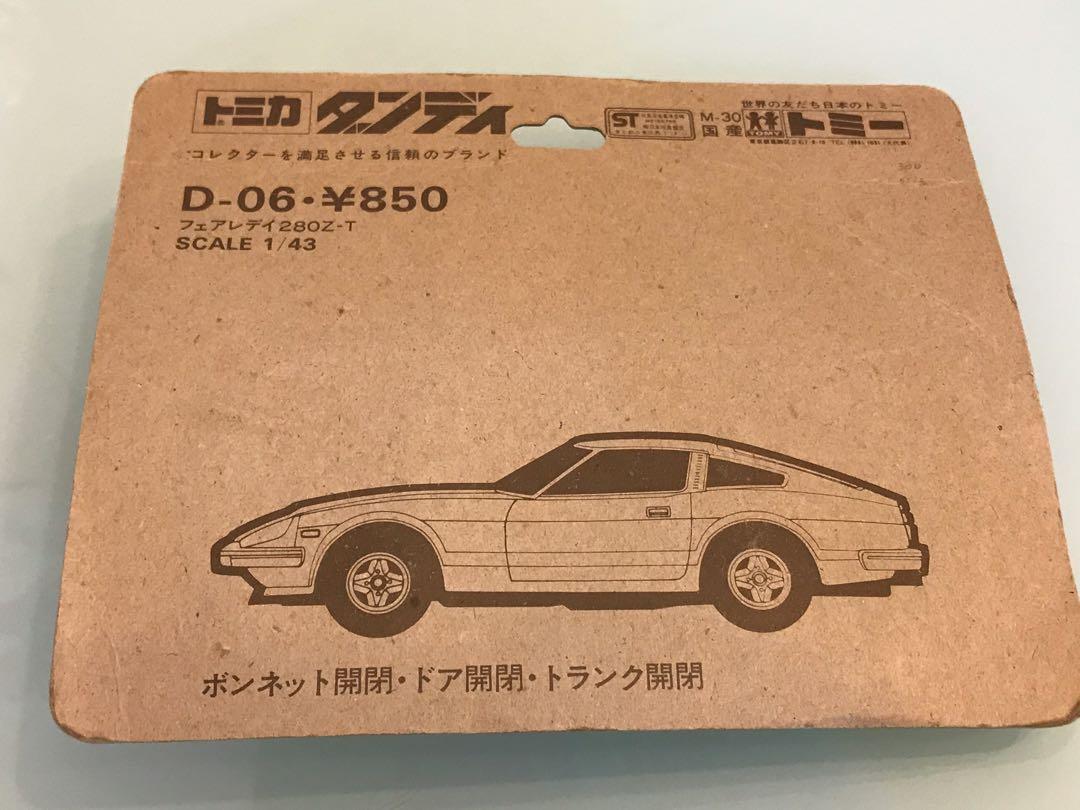 トミカ ダンディ
コレクターを満足させる信頼のブランド
ST
M-30
国産
世界の友だち日本のトミー
TOMY
トミー
D-06・¥850
フェアレデイ280Z-T
SCALE 1/43
ボンネット開閉・ドア開閉・トランク開閉